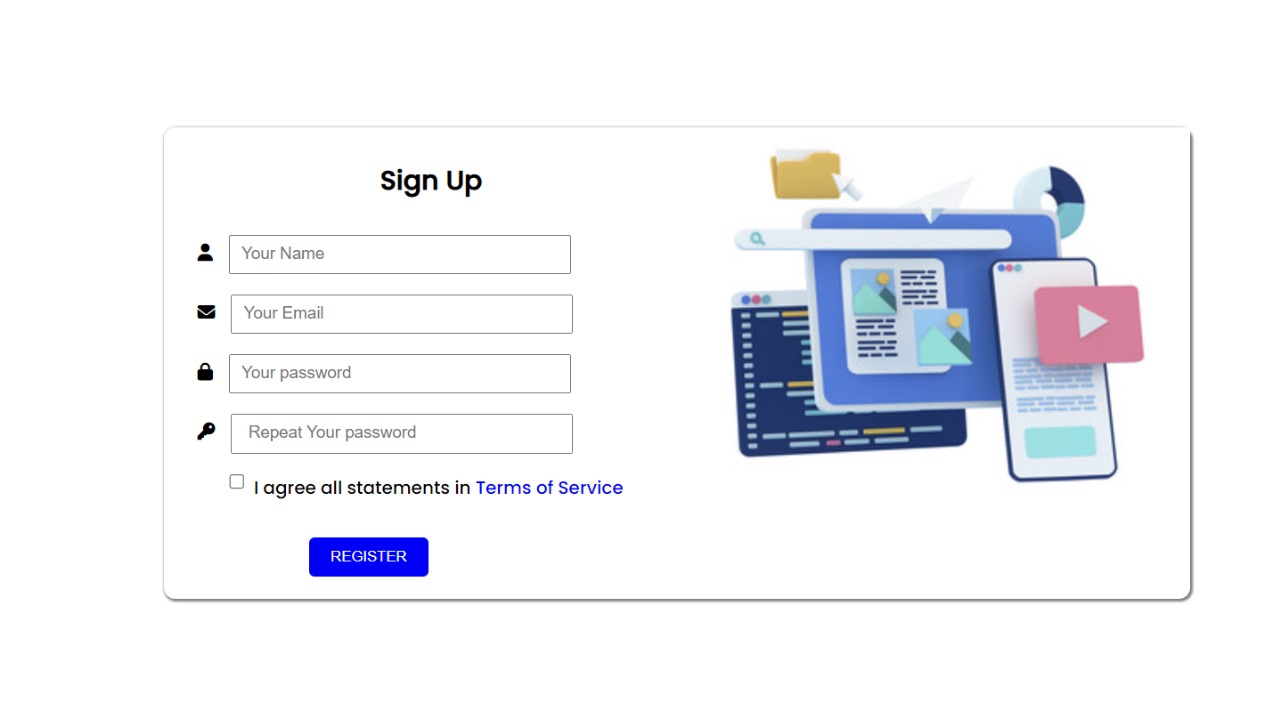 Sign Up
Your Name
Your Email
Your password
Repeat Your password
I agree all statements in Terms of Service
REGISTER